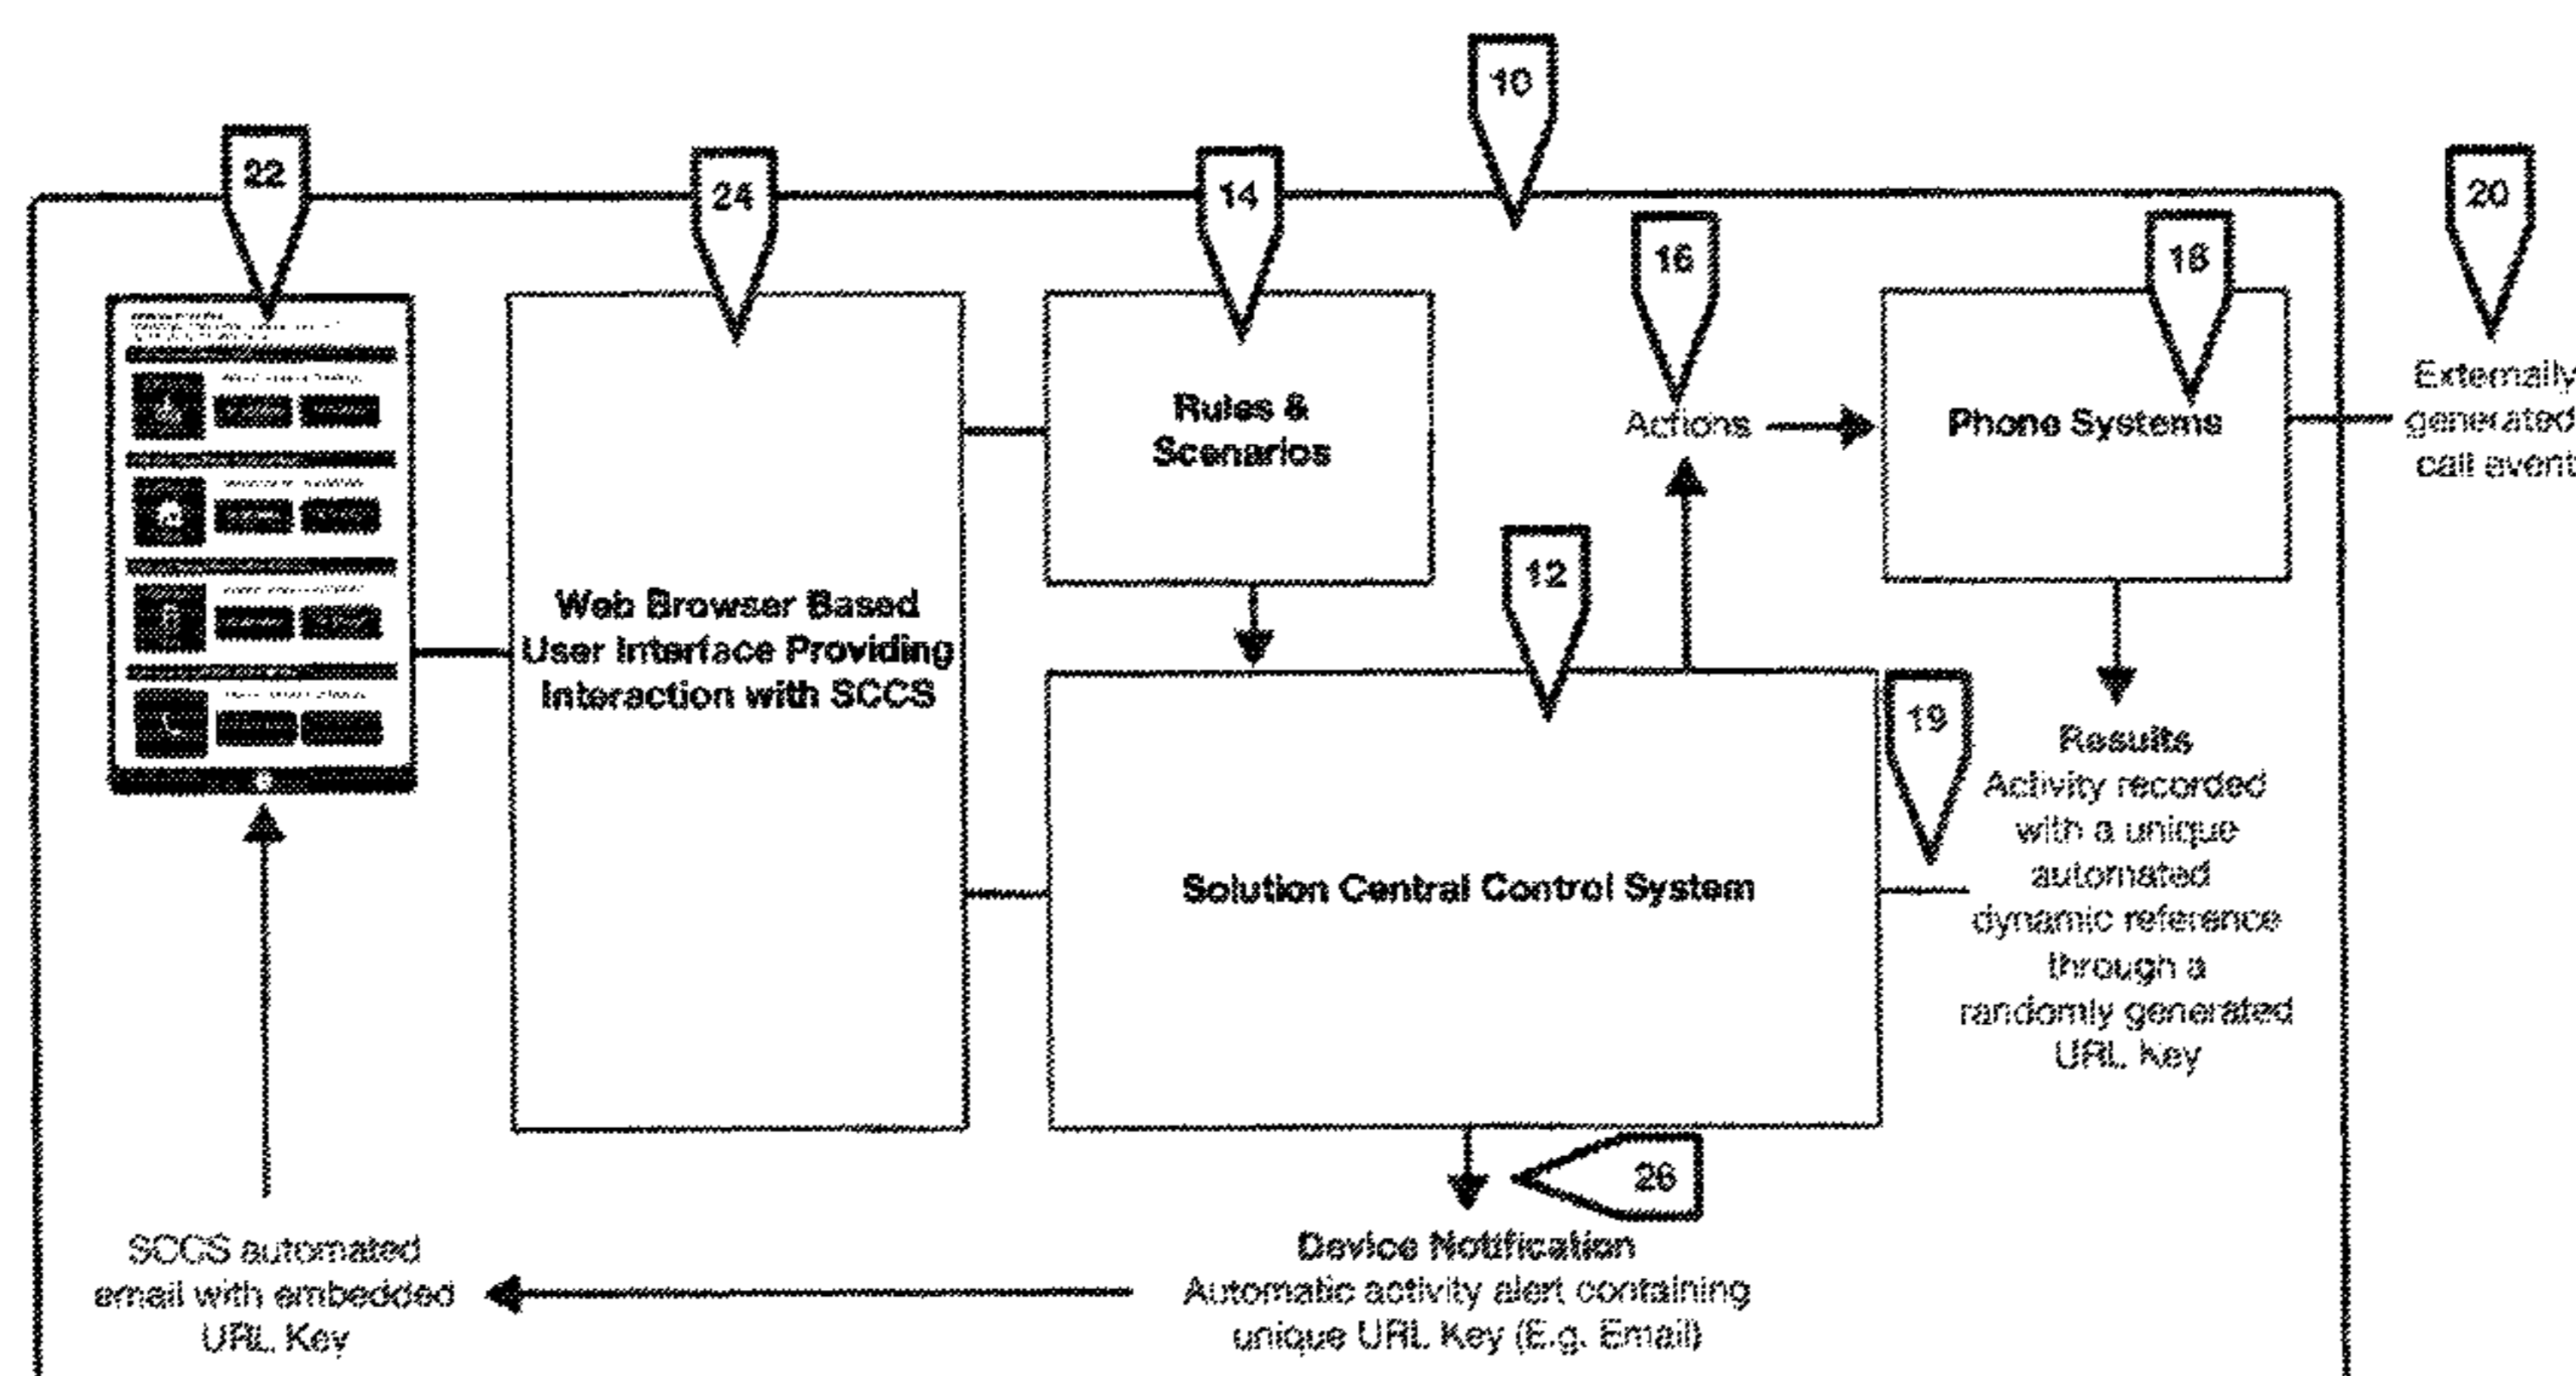 10
22
24
14
20
16
18
Externally
generated
call event
Rules &
Scenarios
Actions
Phone Systems
12
Web Browser Based
User Interface Providing
Interaction with SCCS
19
Results
Activity recorded
with a unique
automated
dynamic reference
through a
randomly generated
URL Key
Solution Central Control System
26
SCCS automated
email with embedded
URL Key
Device Notification
Automatic activity alert containing
unique URL Key (E.g. Email)